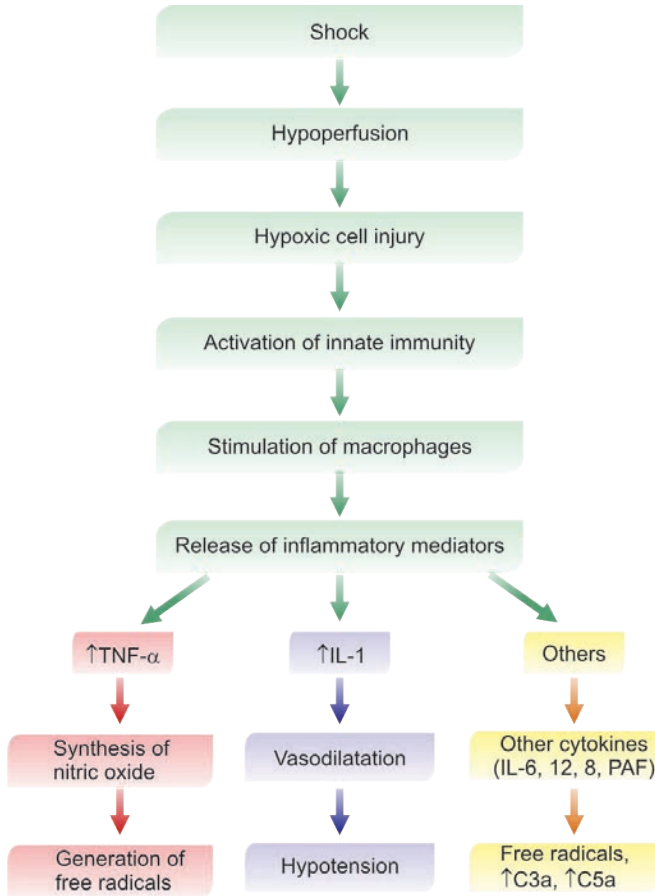 Shock
Hypoperfusion
Hypoxic cell injury
Activation of innate immunity
Stimulation of macrophages
Release of inflammatory mediators
↑TNF-α
↑IL-1
Others
Synthesis of
nitric oxide
Vasodilatation
Other cytokines
(IL-6, 12, 8, PAF)
Generation of
free radicals
Hypotension
Free radicals,
↑C3a, ↑C5a